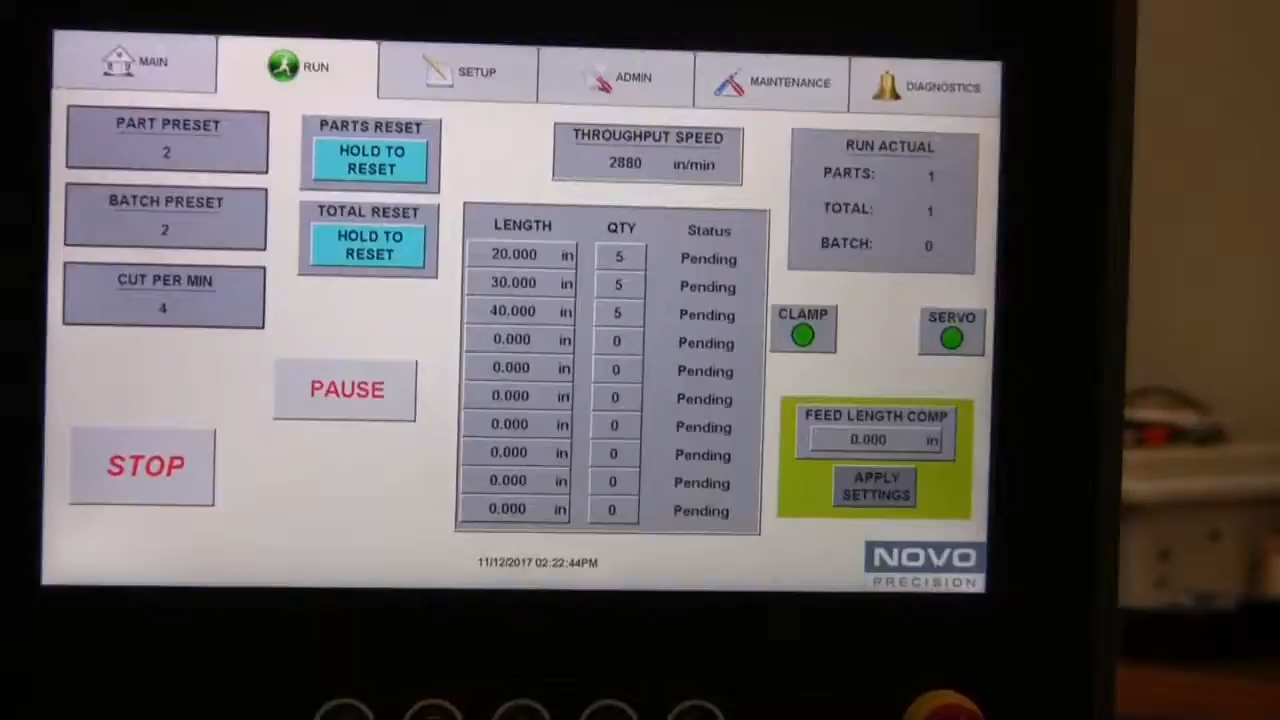 MAIN
RUN
SETUP
ADMIN
MAINTENANCE
DIAGNOSTICS
PART PRESET
2
BATCH PRESET
2
CUT PER MIN
4
PARTS RESET
HOLD TO
RESET
TOTAL RESET
HOLD TO
RESET
PAUSE
STOP
THROUGHPUT SPEED
2880 in/min
LENGTH QTY Status
20.000 in 5 Pending
30.000 in 5 Pending
40.000 in 5 Pending
0.000 in 0 Pending
0.000 in 0 Pending
0.000 in 0 Pending
0.000 in 0 Pending
0.000 in 0 Pending
0.000 in 0 Pending
0.000 in 0 Pending
RUN ACTUAL
PARTS: 1
TOTAL: 1
BATCH: 0
CLAMP
SERVO
FEED LENGTH COMP
0.000 in
APPLY
SETTINGS
11/12/2017 02:22:44PM
NOVO
PRECISION